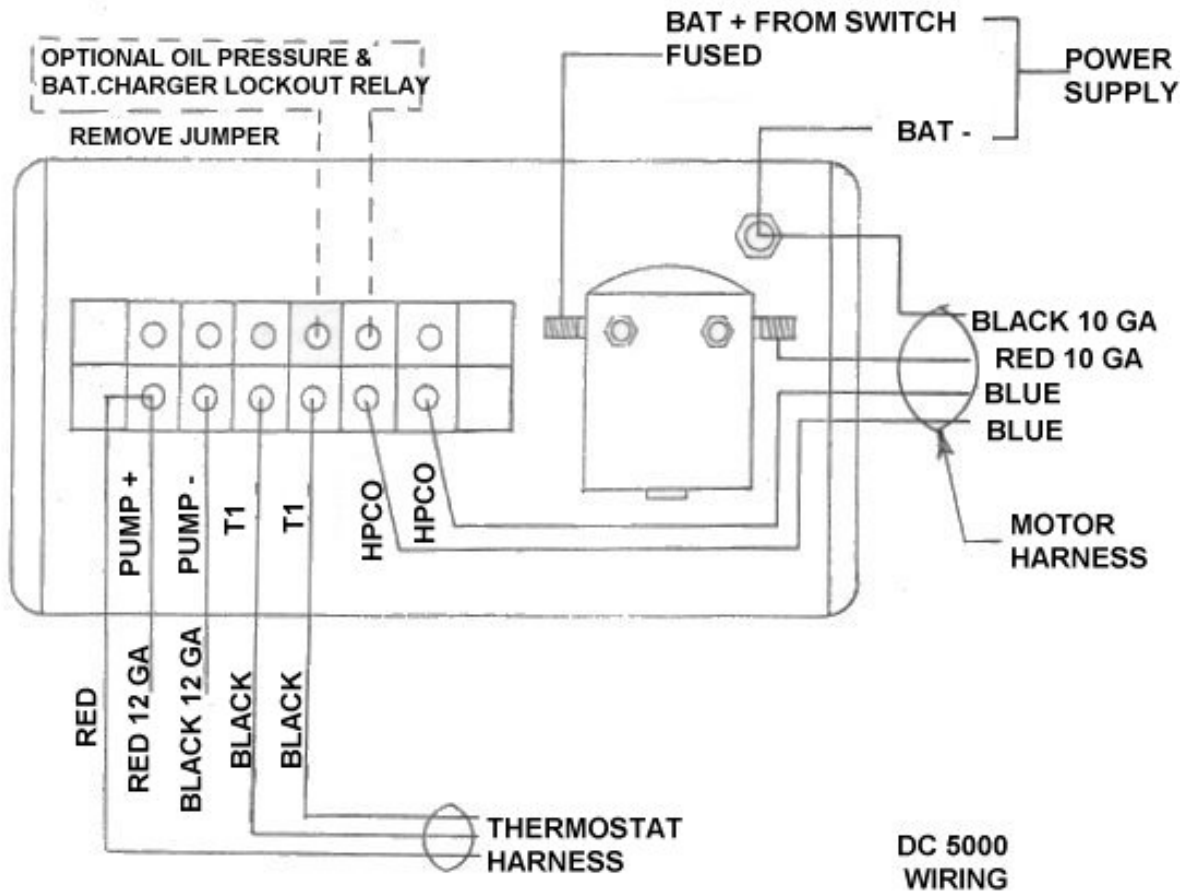 BAT + FROM SWITCH
FUSED
POWER
SUPPLY
BAT -
OPTIONAL OIL PRESSURE &
BAT.CHARGER LOCKOUT RELAY
REMOVE JUMPER
BLACK 10 GA
RED 10 GA
BLUE
BLUE
MOTOR
HARNESS
PUMP +
PUMP -
T1
T1
HPCO
HPCO
RED
RED 12 GA
BLACK 12 GA
BLACK
BLACK
THERMOSTAT
HARNESS
DC 5000
WIRING